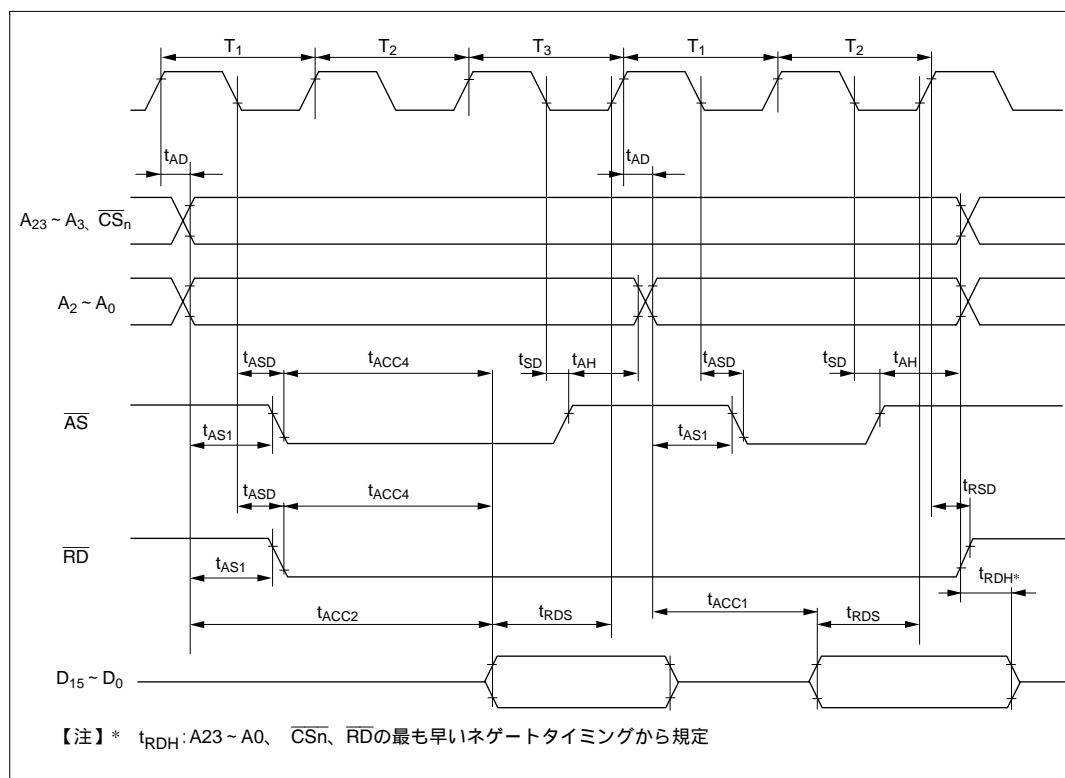 T1 T2 T3 T1 T2
tAD tAD
A23~A3、CSn
A2~A0
tASD tACC4 tSD tAH tASD tSD tAH
AS
tAS1 tAS1
tASD tACC4 tRSD
RD
tAS1 tRDH*
tACC2 tRDS tACC1 tRDS
D15~D0
【注】* tRDH:A23~A0、 CSn、RDの最も早いネゲートタイミングから規定